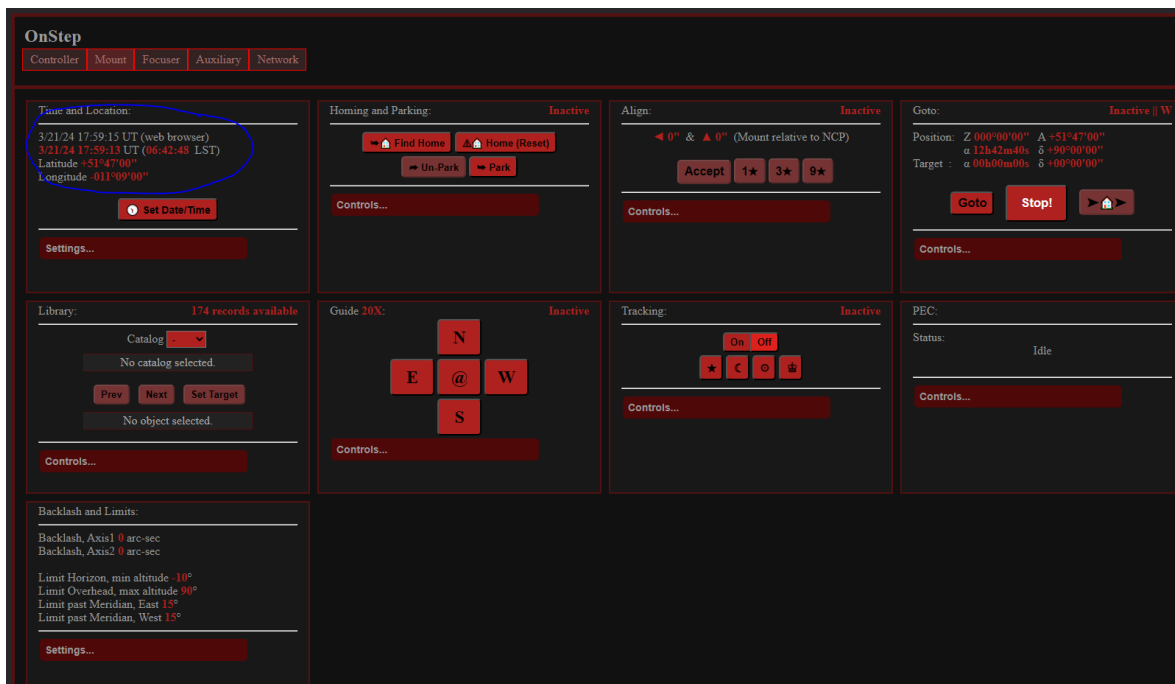 OnStep
Controller Mount Focuser Auxiliary Network
Time and Location:
3/21/24 17:59:15 UT (web browser)
3/21/24 17:59:13 UT (06:42:48 LST)
Latitude +51°47'00"
Longitude -011°09'00"
Set Date/Time
Settings...
Homing and Parking: Inactive
Find Home Home (Reset)
Un-Park Park
Controls...
Align: Inactive
◄ 0" & ▲ 0" (Mount relative to NCP)
Accept 1★ 3★ 9★
Controls...
Goto: Inactive || W
Position: Z 000°00'00" A +51°47'00"
α 12h42m40s δ +90°00'00"
Target : α 00h00m00s δ +00°00'00"
Goto Stop!
Controls...
Library: 174 records available
Catalog -
No catalog selected.
Prev Next Set Target
No object selected.
Controls...
Guide 20X: Inactive
N
E @ W
S
Controls...
Tracking: Inactive
On Off
Controls...
PEC:
Status:
Idle
Controls...
Backlash and Limits:
Backlash, Axis1 0 arc-sec
Backlash, Axis2 0 arc-sec
Limit Horizon, min altitude -10°
Limit Overhead, max altitude 90°
Limit past Meridian, East 15°
Limit past Meridian, West 15°
Settings...